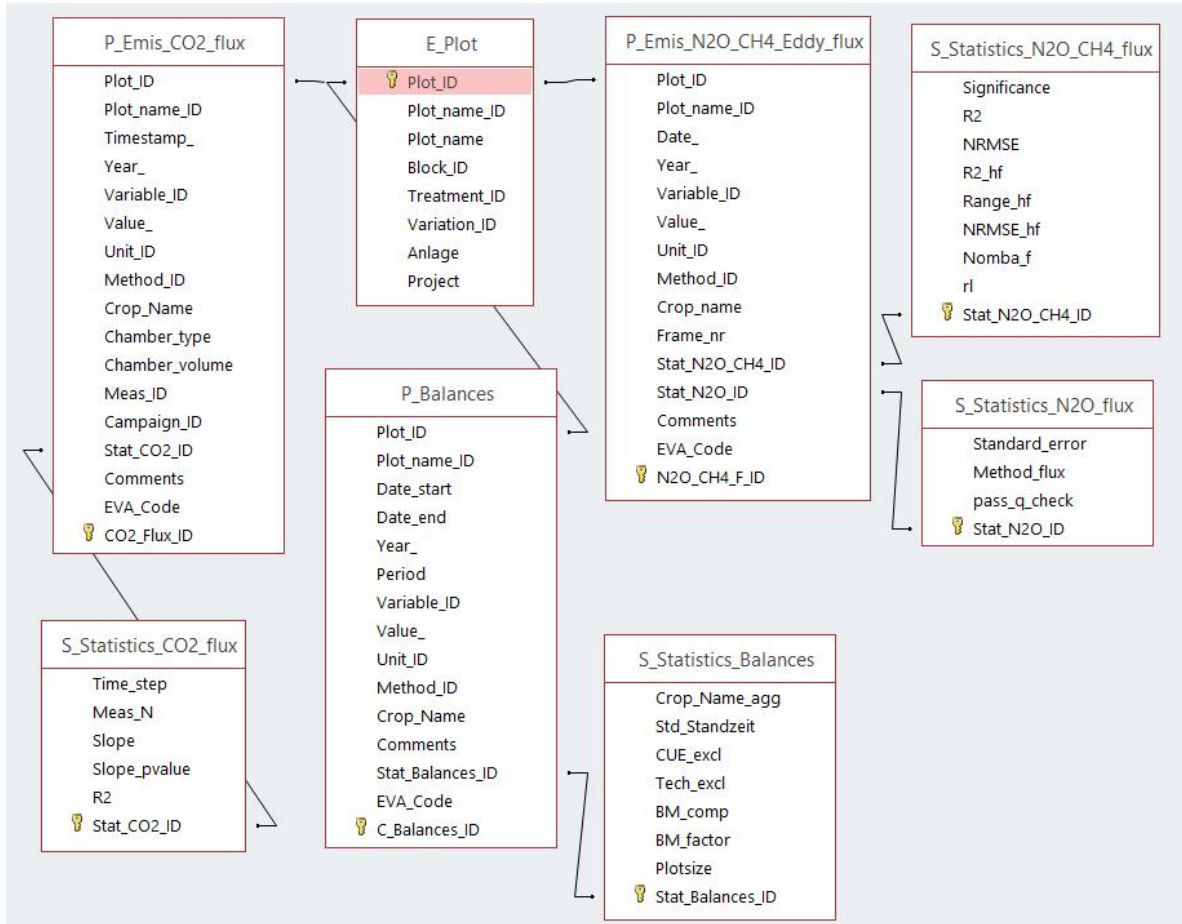 P_Emis_CO2_flux
Plot_ID
Plot_name_ID
Timestamp_
Year_
Variable_ID
Value_
Unit_ID
Method_ID
Crop_Name
Chamber_type
Chamber_volume
Meas_ID
Campaign_ID
Stat_CO2_ID
Comments
EVA_Code
CO2_Flux_ID
E_Plot
Plot_ID
Plot_name_ID
Plot_name
Block_ID
Treatment_ID
Variation_ID
Anlage
Project
P_Emis_N2O_CH4_Eddy_flux
Plot_ID
Plot_name_ID
Date_
Year_
Variable_ID
Value_
Unit_ID
Method_ID
Crop_name
Frame_nr
Stat_N2O_CH4_ID
Stat_N2O_ID
Comments
EVA_Code
N2O_CH4_F_ID
S_Statistics_N2O_CH4_flux
Significance
R2
NRMSE
R2_hf
Range_hf
NRMSE_hf
Nomba_f
rl
Stat_N2O_CH4_ID
P_Balances
Plot_ID
Plot_name_ID
Date_start
Date_end
Year_
Period
Variable_ID
Value_
Unit_ID
Method_ID
Crop_Name
Comments
Stat_Balances_ID
EVA_Code
C_Balances_ID
S_Statistics_N2O_flux
Standard_error
Method_flux
pass_q_check
Stat_N2O_ID
S_Statistics_CO2_flux
Time_step
Meas_N
Slope
Slope_pvalue
R2
Stat_CO2_ID
S_Statistics_Balances
Crop_Name_agg
Std_Standzeit
CUE_excl
Tech_excl
BM_comp
BM_factor
Plotsize
Stat_Balances_ID